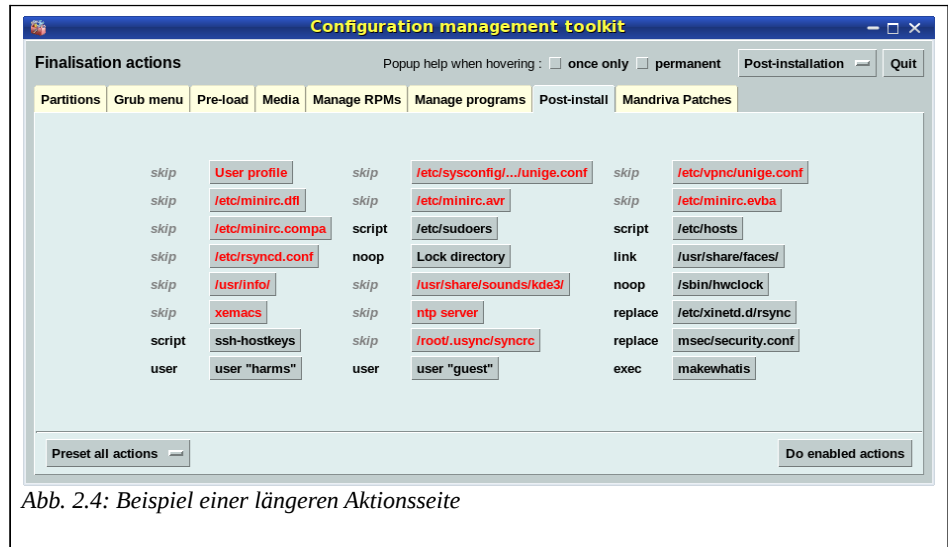 Configuration management toolkit
Finalisation actions Popup help when hovering : once only permanent Post-installation Quit
Partitions Grub menu Pre-load Media Manage RPMs Manage programs Post-install Mandriva Patches
skip User profile skip /etc/sysconfig/.../unige.conf skip /etc/vpnc/unige.conf
skip /etc/minirc.dfl skip /etc/minirc.avr skip /etc/minirc.evba
skip /etc/minirc.compa script /etc/sudoers script /etc/hosts
skip /etc/rsyncd.conf noop Lock directory link /usr/share/faces/
skip /usr/info/ skip /usr/share/sounds/kde3/ noop /sbin/hwclock
skip xemacs skip ntp server replace /etc/xinetd.d/rsync
script ssh-hostkeys skip /root/.usync/syncrc replace msec/security.conf
user user "harms" user user "guest" exec makewhatis
Preset all actions Do enabled actions
Abb. 2.4: Beispiel einer längeren Aktionsseite